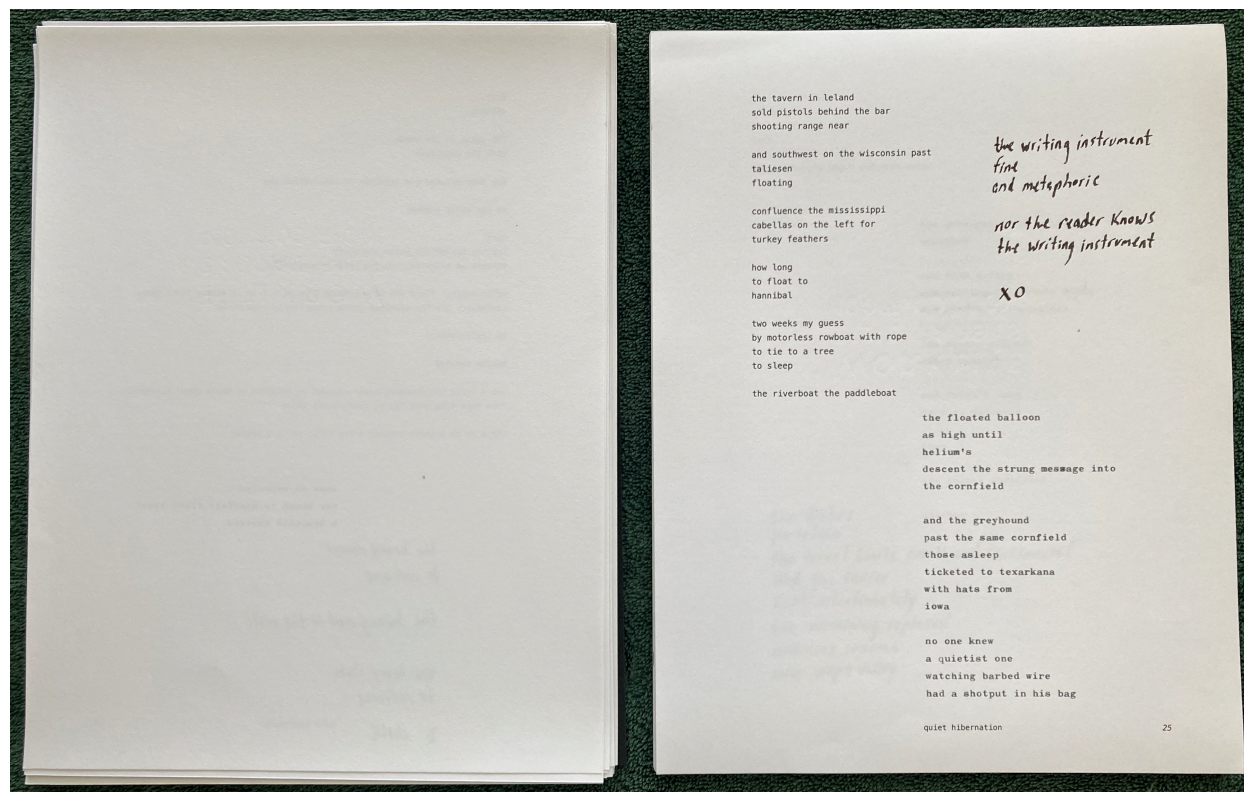 the tavern in leland
sold pistols behind the bar
shooting range near
and southwest on the wisconsin past
taliesen
floating
confluence the mississippi
cabellas on the left for
turkey feathers
how long
to float to
hannibal
two weeks my guess
by motorless rowboat with rope
to tie to a tree
to sleep
the riverboat the paddleboat
the writing instrument
fine
and metaphoric
nor the reader knows
the writing instrument
XO
the floated balloon
as high until
helium's
descent the strung message into
the cornfield
and the greyhound
past the same cornfield
those asleep
ticketed to texarkana
with hats from
iowa
no one knew
a quietist one
watching barbed wire
had a shotput in his bag
quiet hibernation
25